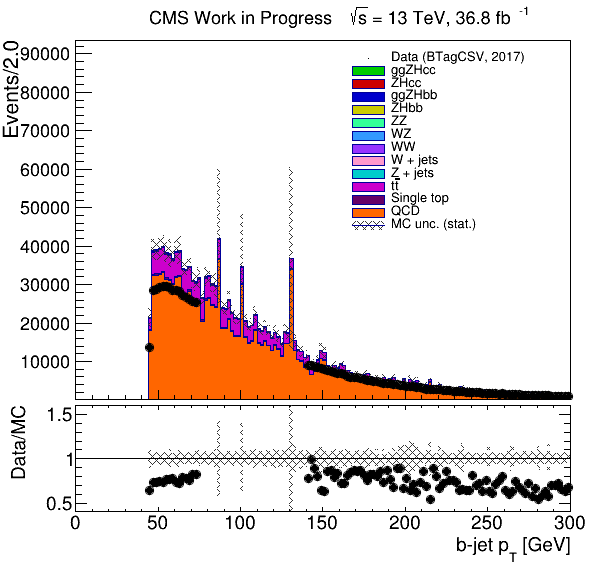 CMS Work in Progress √s = 13 TeV, 36.8 fb -1
Events/2.0
90000
80000
70000
60000
50000
40000
30000
20000
10000
Data (BTagCSV, 2017)
ggZHcc
ZHcc
ggZHbb
ZHbb
ZZ
WZ
WW
W + jets
Z + jets
tt̅
Single top
QCD
MC unc. (stat.)
Data/MC
1.5
1
0.5
0 50 100 150 200 250 300
b-jet p_T [GeV]